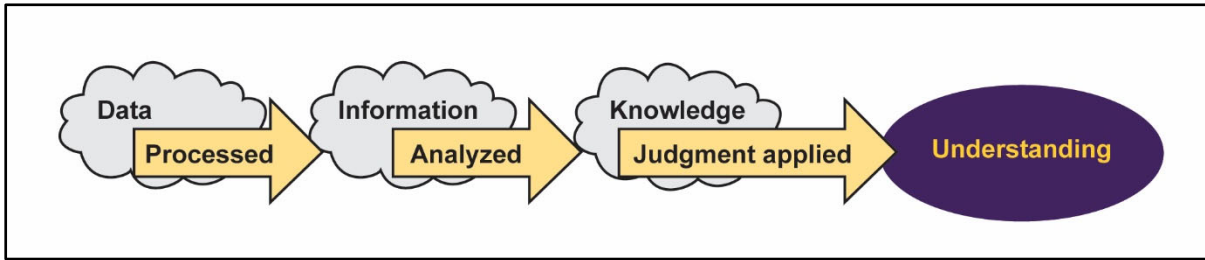 Data
Processed
Information
Analyzed
Knowledge
Judgment applied
Understanding